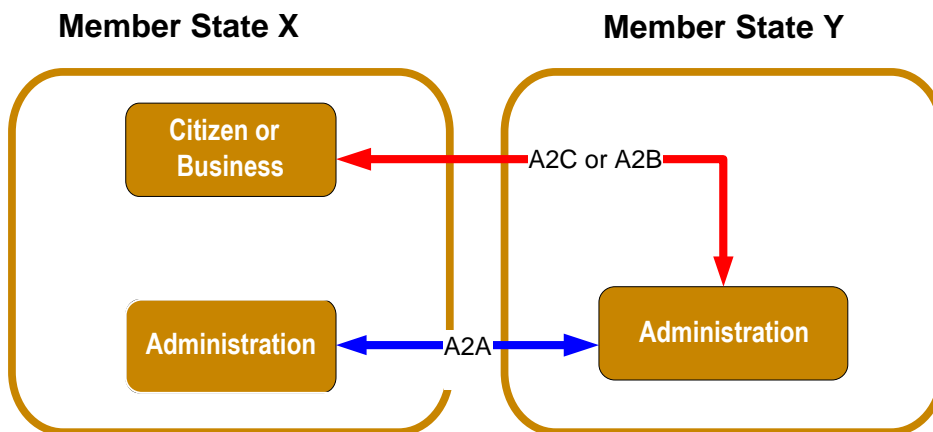 Member State X
Member State Y
Citizen or
Business
A2C or A2B
Administration
A2A
Administration